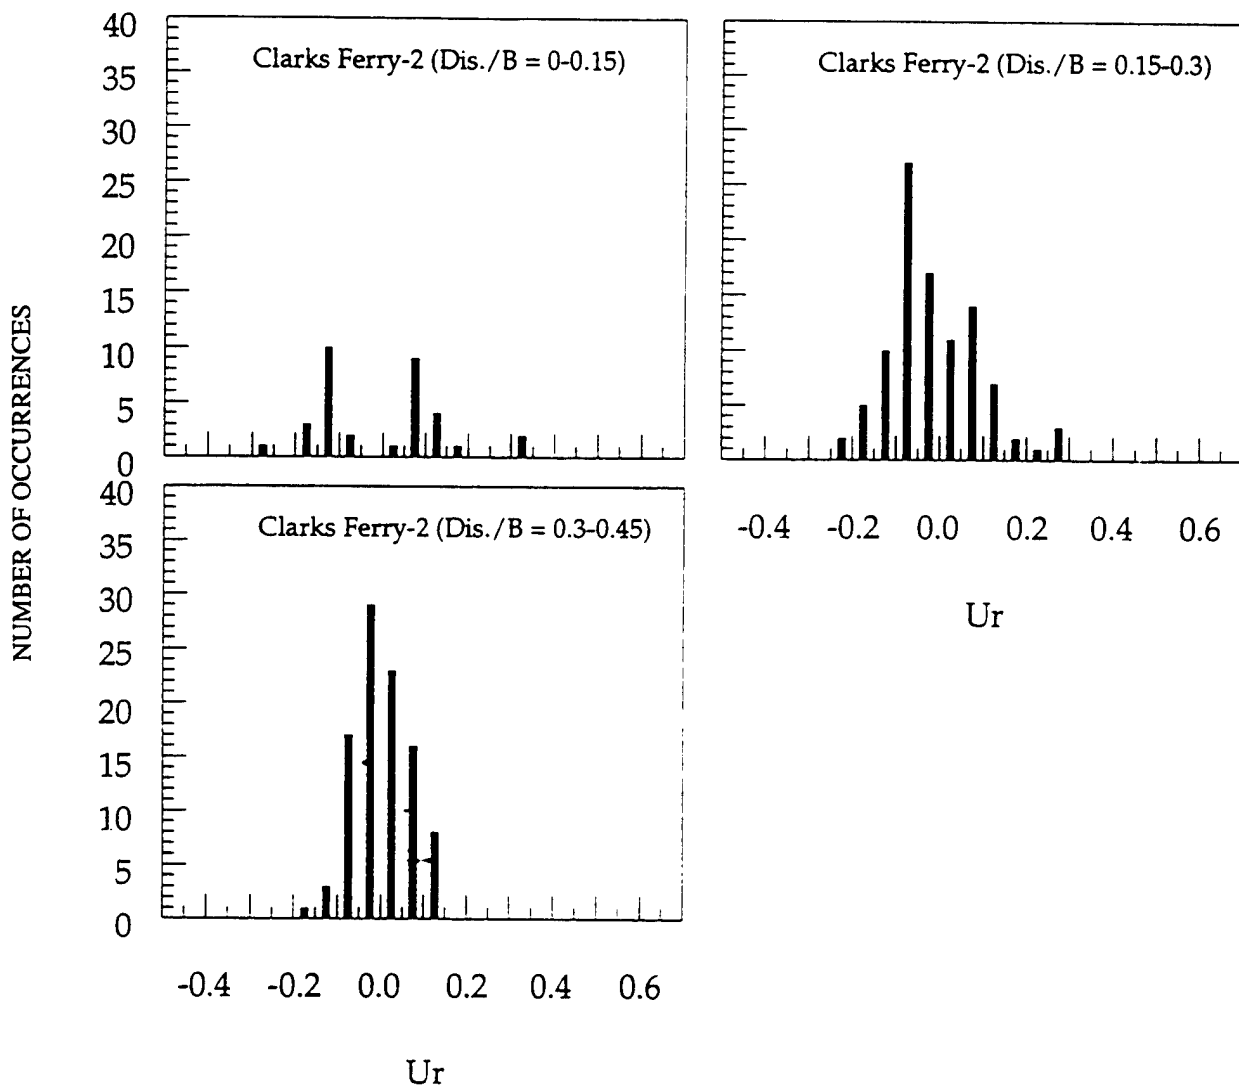 NUMBER OF OCCURRENCES
40
35
30
25
20
15
10
5
0
Clarks Ferry-2 (Dis./B = 0-0.15)
Clarks Ferry-2 (Dis./B = 0.15-0.3)
-0.4 -0.2 0.0 0.2 0.4 0.6
Ur
40
35
30
25
20
15
10
5
0
Clarks Ferry-2 (Dis./B = 0.3-0.45)
-0.4 -0.2 0.0 0.2 0.4 0.6
Ur